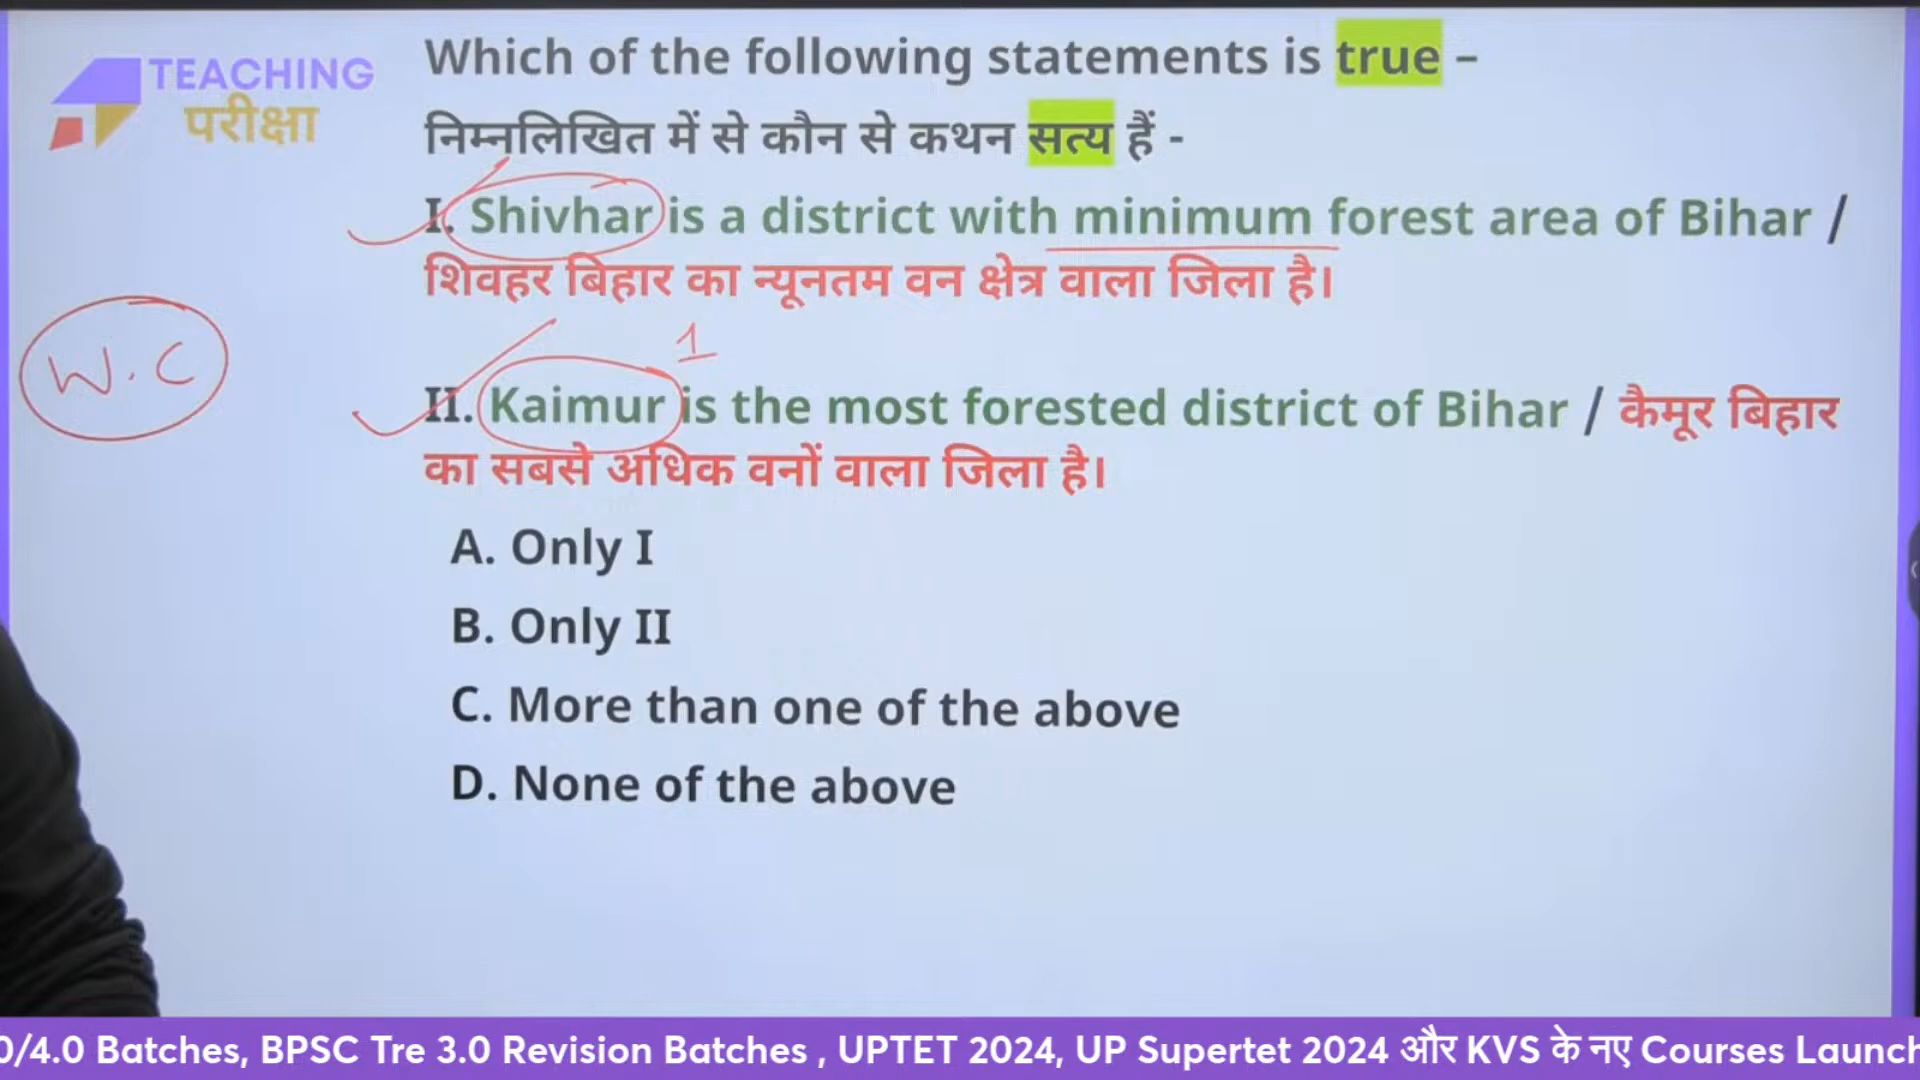 TEACHING
परीक्षा
Which of the following statements is true –
निम्नलिखित में से कौन से कथन सत्य हैं -
I. Shivhar is a district with minimum forest area of Bihar /
शिवहर बिहार का न्यूनतम वन क्षेत्र वाला जिला है।
1
W.C
II. Kaimur is the most forested district of Bihar / कैमूर बिहार
का सबसे अधिक वनों वाला जिला है।
A. Only I
B. Only II
C. More than one of the above
D. None of the above
0/4.0 Batches, BPSC Tre 3.0 Revision Batches , UPTET 2024, UP Supertet 2024 और KVS के नए Courses Launch